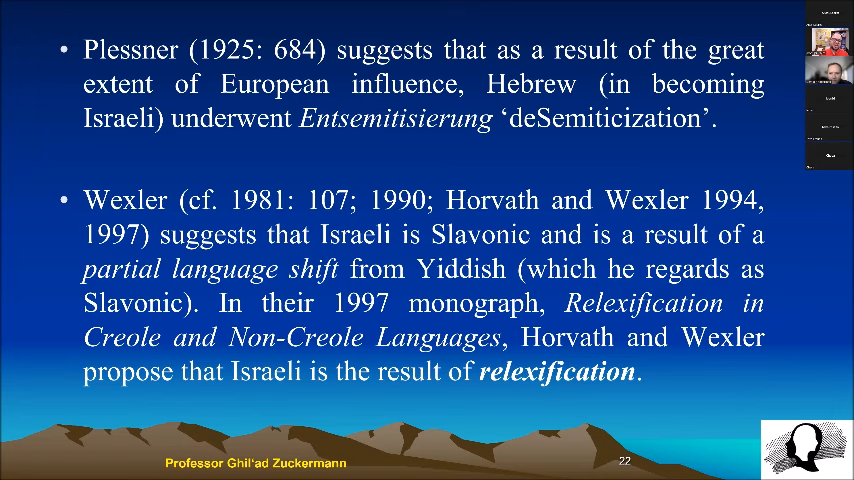 • Plessner (1925: 684) suggests that as a result of the great
extent of European influence, Hebrew (in becoming
Israeli) underwent Entsemitisierung ‘deSemiticization’.
• Wexler (cf. 1981: 107; 1990; Horvath and Wexler 1994,
1997) suggests that Israeli is Slavonic and is a result of a
partial language shift from Yiddish (which he regards as
Slavonic). In their 1997 monograph, Relexification in
Creole and Non-Creole Languages, Horvath and Wexler
propose that Israeli is the result of relexification.
Professor Ghil‘ad Zuckermann
22